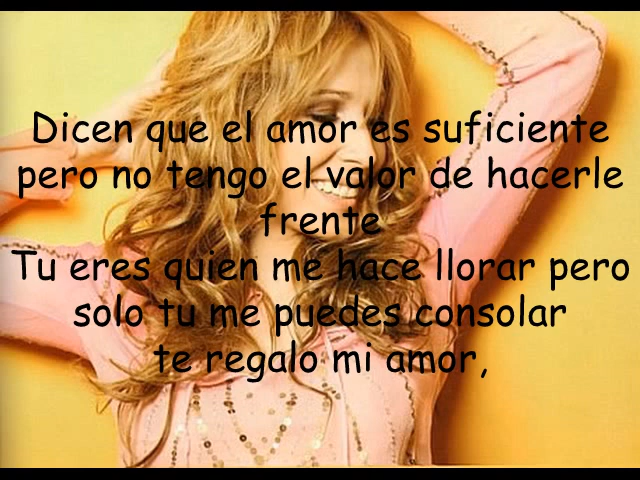 Dicen que el amor es suficiente
pero no tengo el valor de hacerle
frente
Tu eres quien me hace llorar pero
solo tu me puedes consolar
te regalo mi amor,